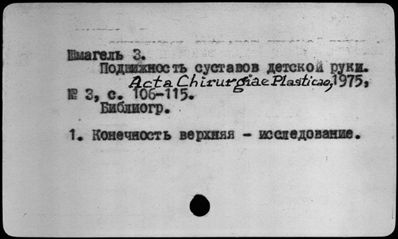 Шмагель З.
Подвижность суставов детской руки.
Acta Chirurgiae Plasticae, 1975,
№ 3, с. 106-115.
Библиогр.
1. Конечность верхняя - исследование.